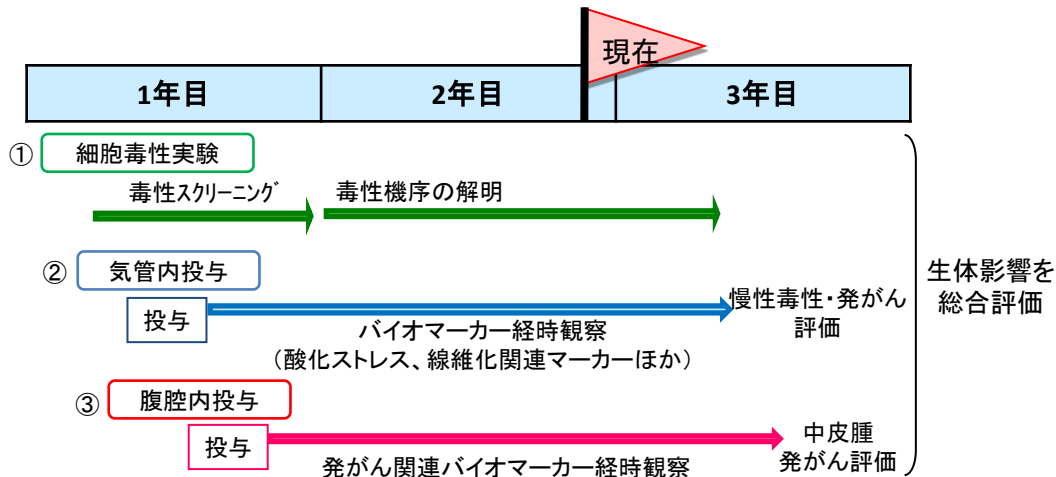 現在
1年目
2年目
3年目
① 細胞毒性実験
毒性ｽｸﾘｰﾆﾝｸﾞ
毒性機序の解明
② 気管内投与
投与
バイオマーカー経時観察
（酸化ストレス、線維化関連マーカーほか）
慢性毒性・発がん
評価
③ 腹腔内投与
投与
発がん関連バイオマーカー経時観察
中皮腫
発がん評価
生体影響を
総合評価